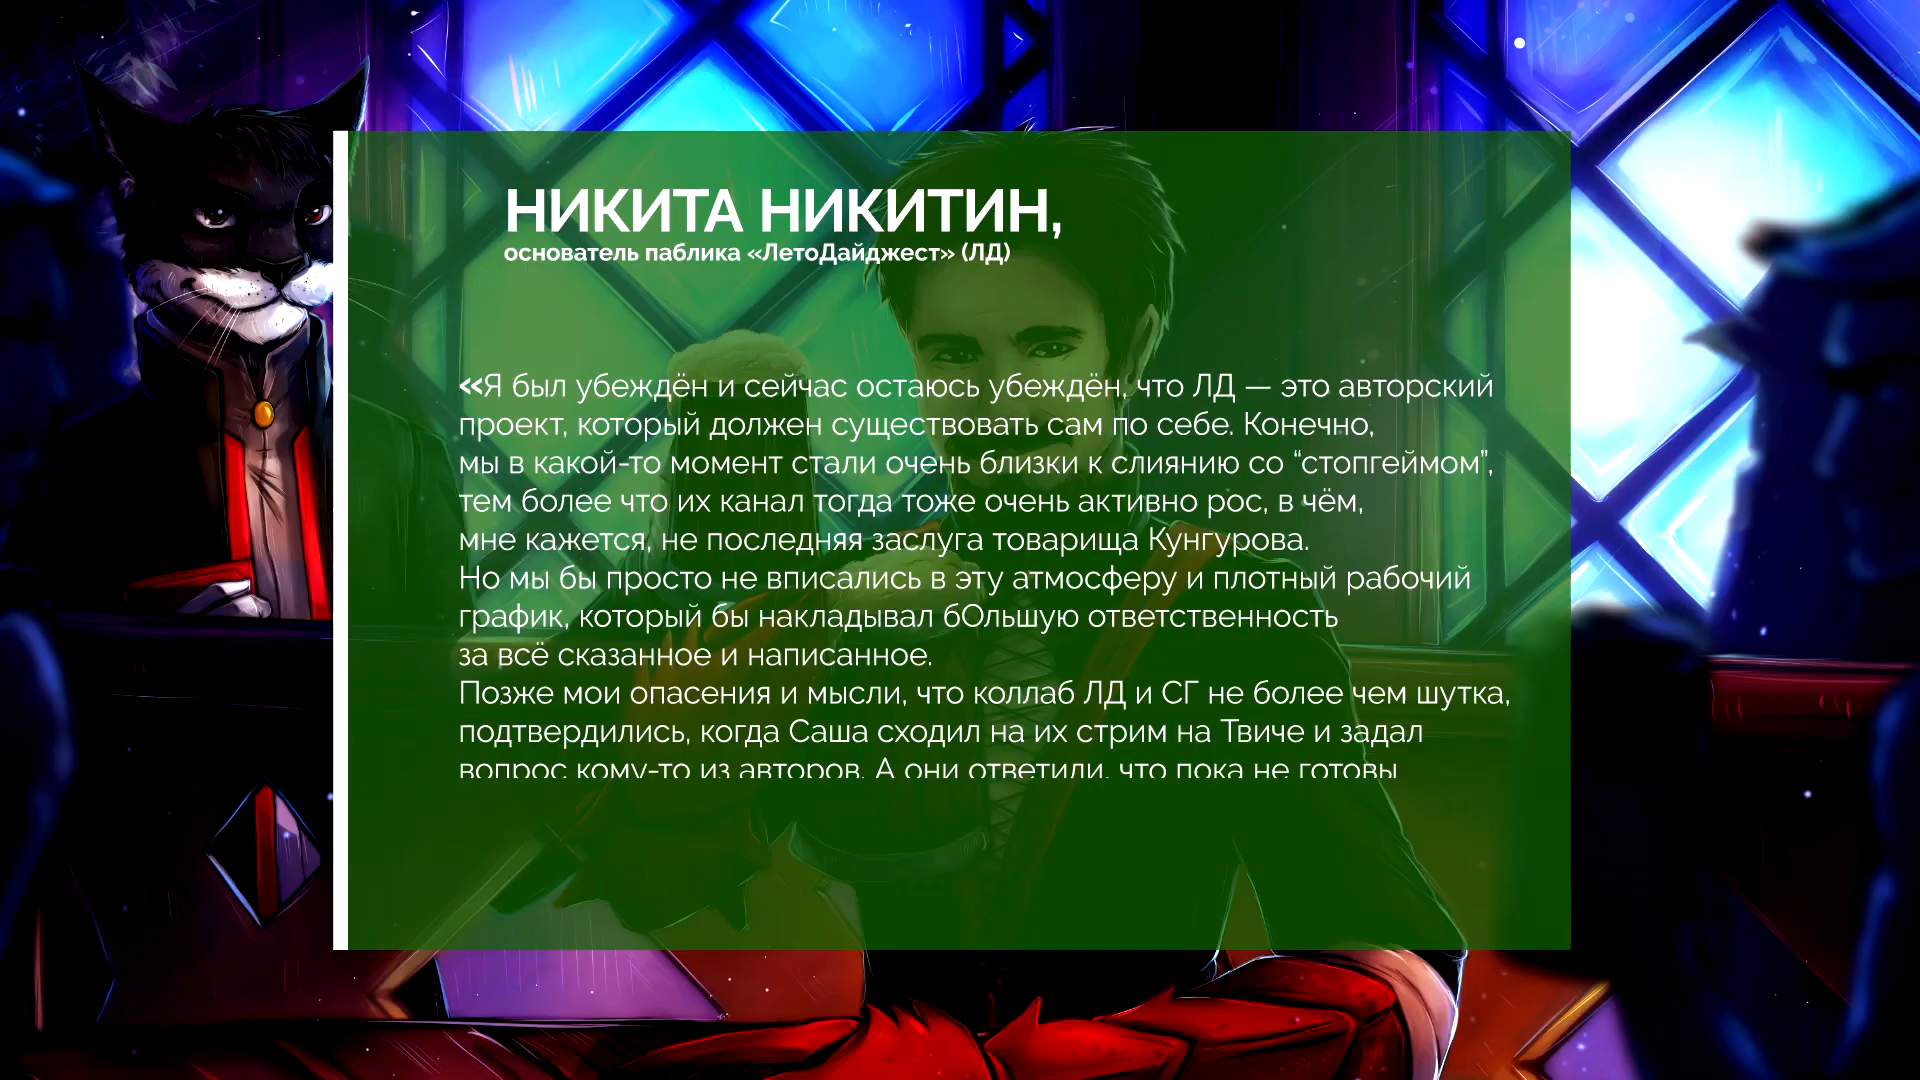 НИКИТА НИКИТИН,
основатель паблика «ЛетоДайджест» (ЛД)
«Я был убеждён и сейчас остаюсь убеждён, что ЛД — это авторский
проект, который должен существовать сам по себе. Конечно,
мы в какой-то момент стали очень близки к слиянию со “стопгеймом”,
тем более что их канал тогда тоже очень активно рос, в чём,
мне кажется, не последняя заслуга товарища Кунгурова.
Но мы бы просто не вписались в эту атмосферу и плотный рабочий
график, который бы накладывал бОльшую ответственность
за всё сказанное и написанное.
Позже мои опасения и мысли, что коллаб ЛД и СГ не более чем шутка,
подтвердились, когда Саша сходил на их стрим на Твиче и задал
вопрос кому-то из авторов. А они ответили, что пока не готовы